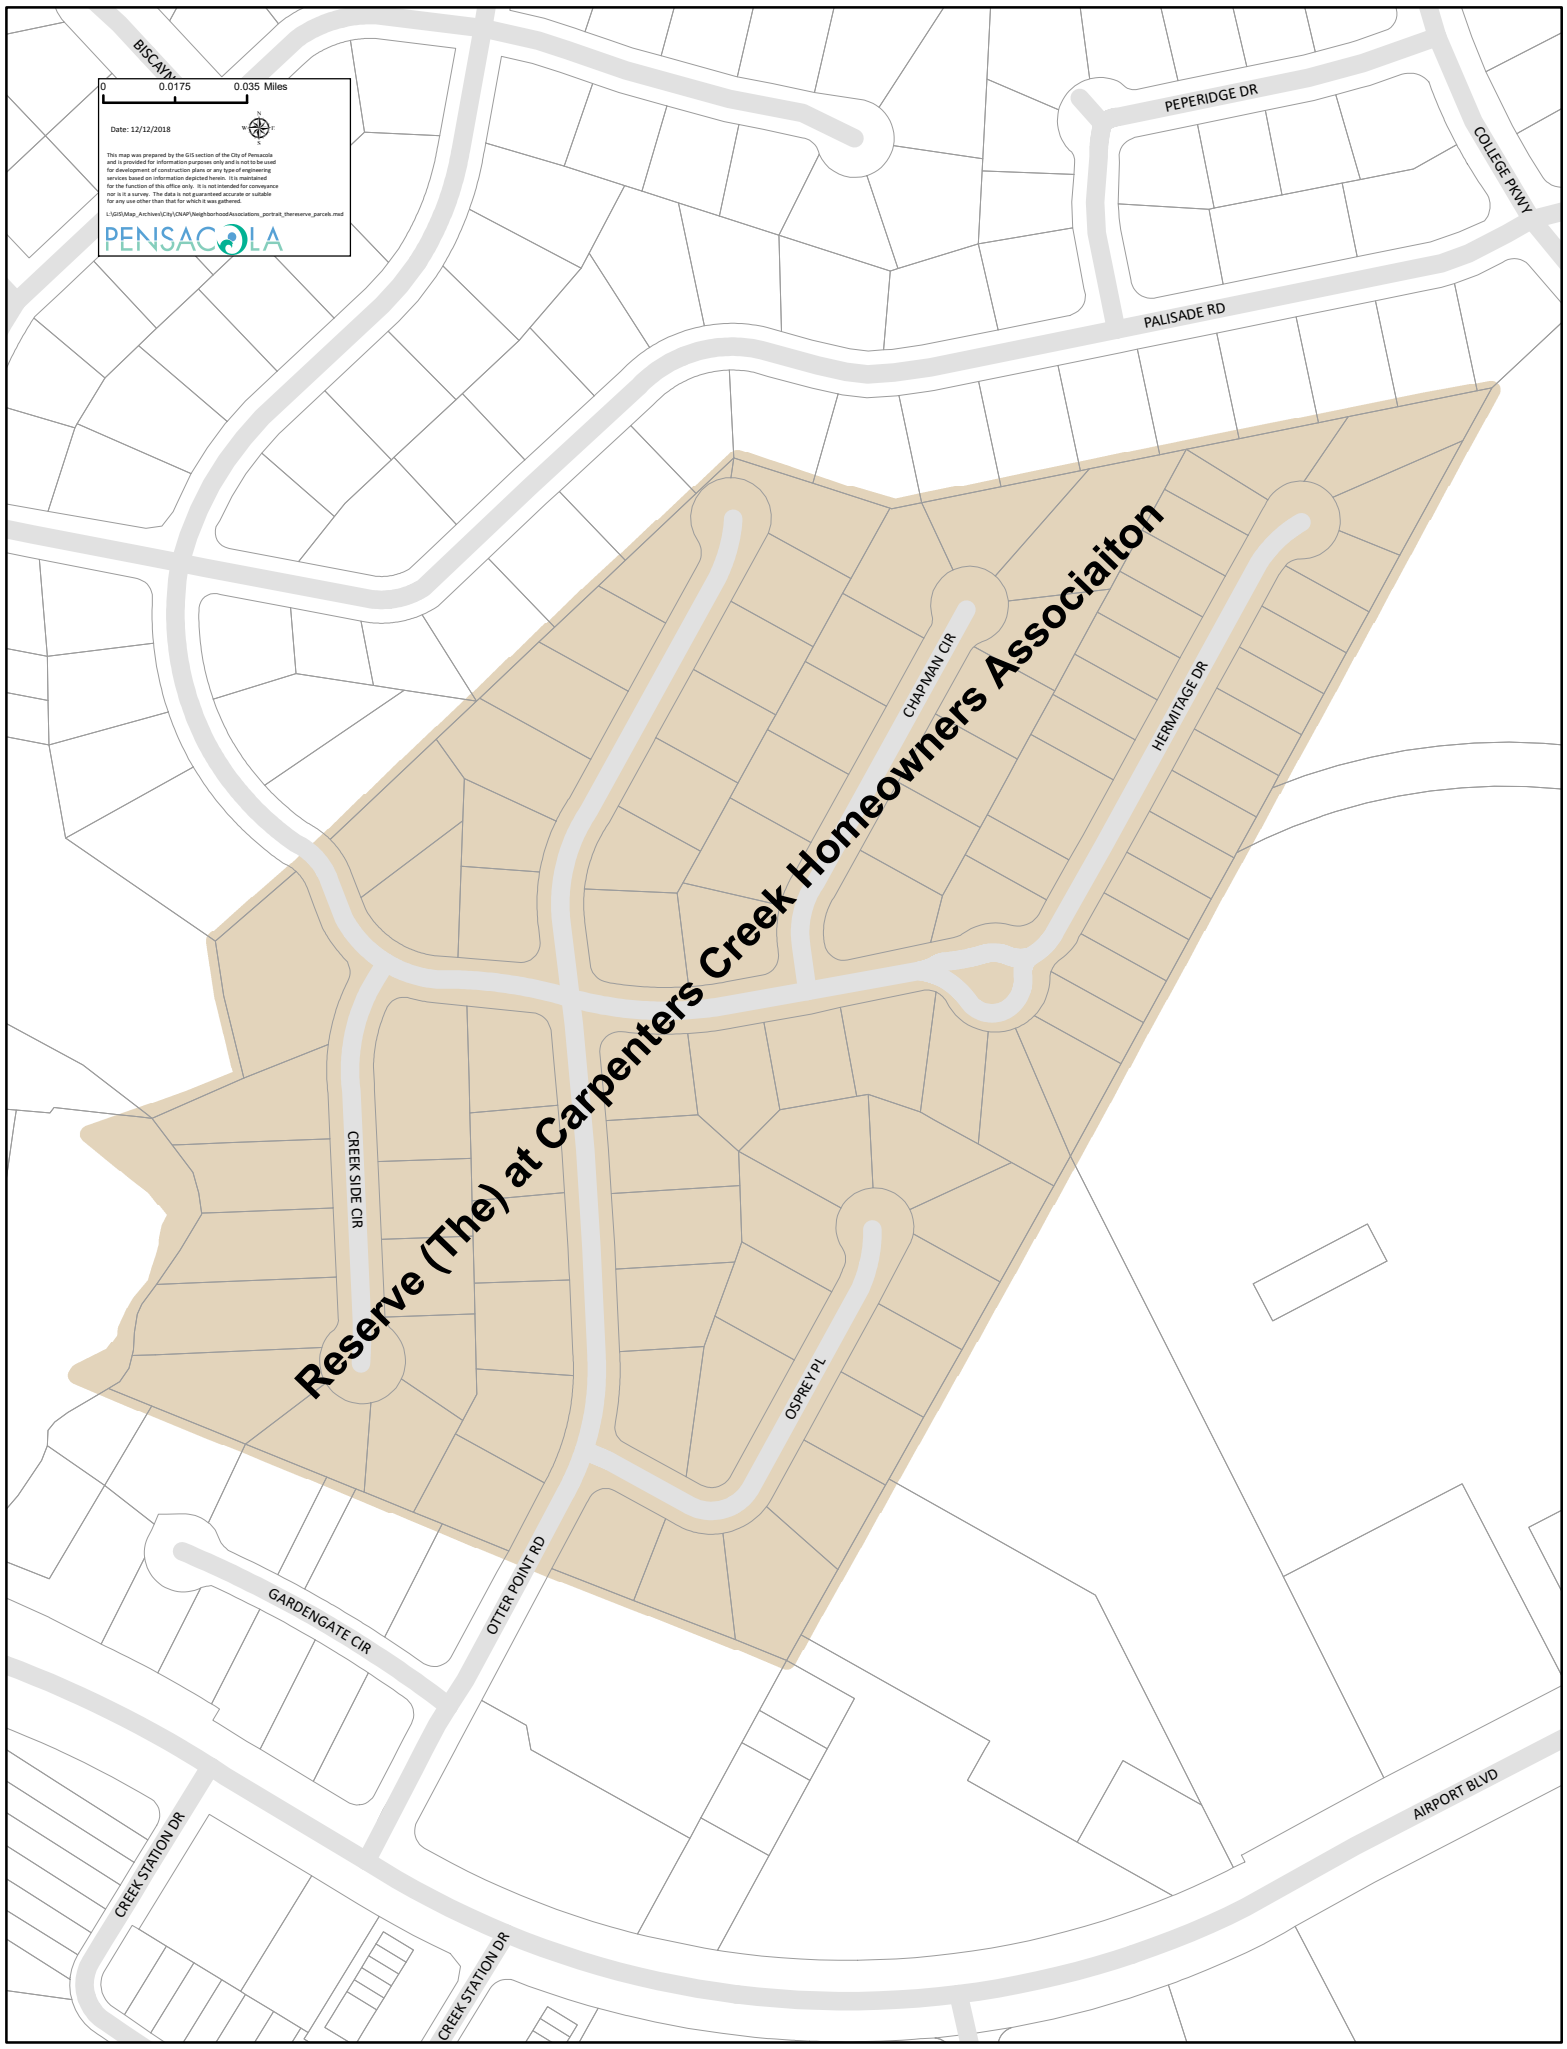 BISCAYN
0 0.0175 0.035 Miles
Date: 12/12/2018
N
W E
S
This map was prepared by the GIS section of the City of Pensacola
and is provided for information purposes only and is not to be used
for development of construction plans or any type of engineering
services based on information depicted herein. It is maintained
for the function of this office only. It is not intended for conveyance
nor is it a survey. The data is not guaranteed accurate or suitable
for any use other than that for which it was gathered.
L:\GIS\Map_Archives\City\CNAP\NeighborhoodAssociations_portrait_thereserve_parcels.mxd
PENSACOLA
PEPERIDGE DR
COLLEGE PKWY
PALISADE RD
CHAPMAN CIR
HERMITAGE DR
Reserve (The) at Carpenters Creek Homeowners Associaiton
CREEK SIDE CIR
OSPREY PL
OTTER POINT RD
GARDENGATE CIR
AIRPORT BLVD
CREEK STATION DR
CREEK STATION DR